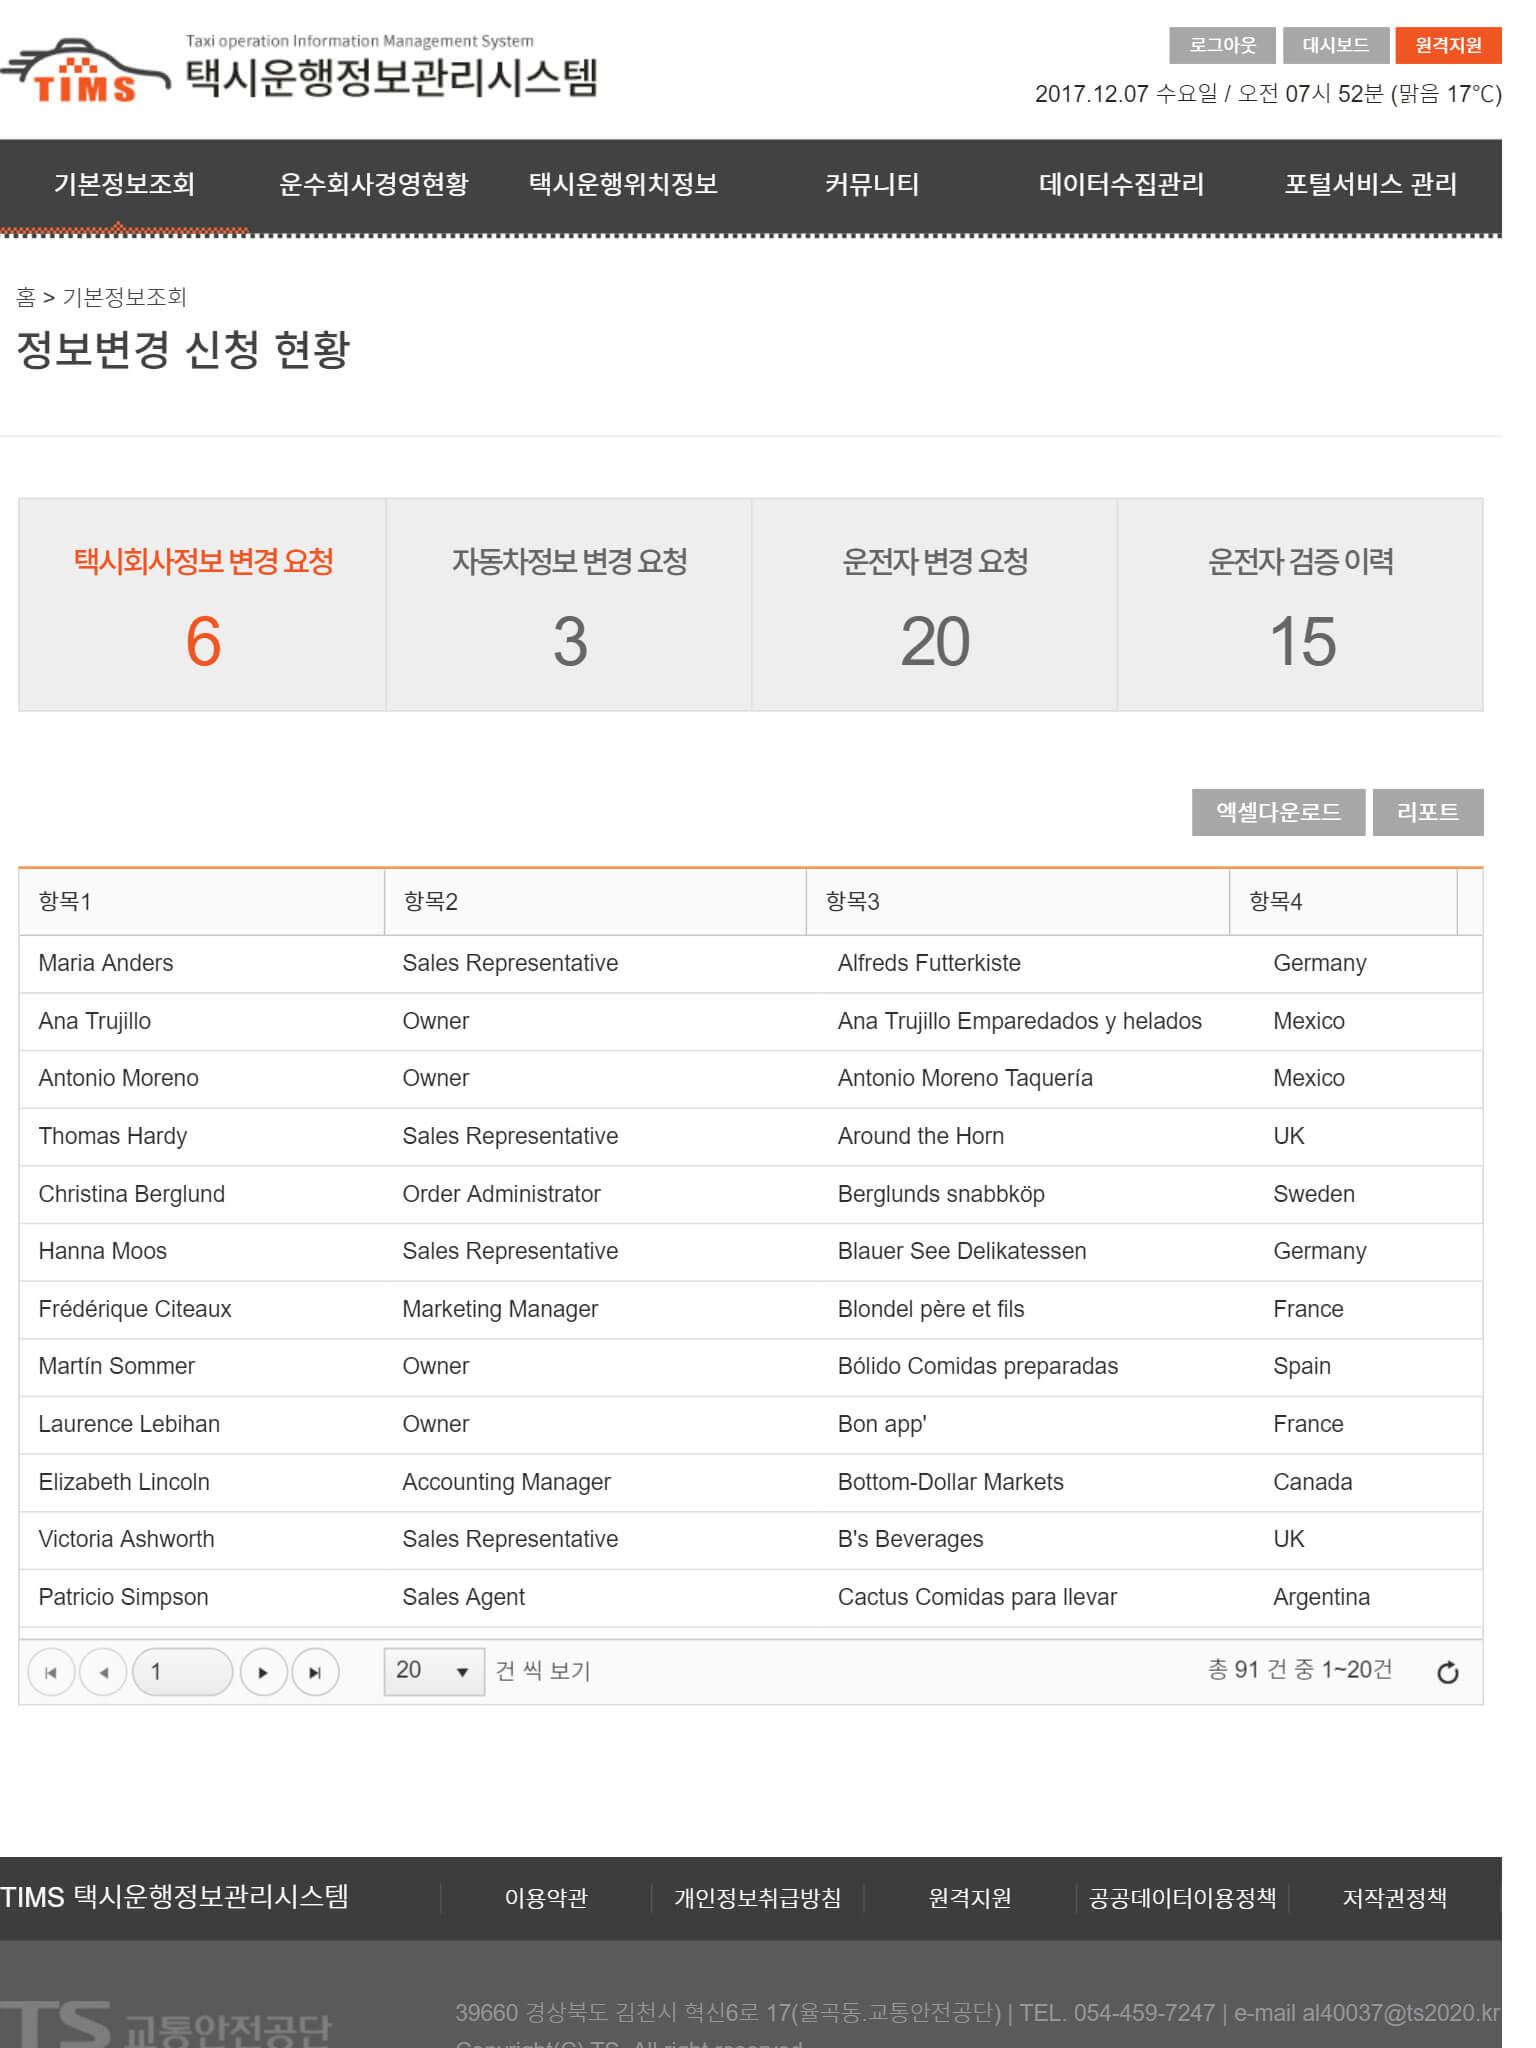 Taxi operation Information Management System
TIMS 택시운행정보관리시스템
로그아웃 대시보드 원격지원
2017.12.07 수요일 / 오전 07시 52분 (맑음 17℃)
기본정보조회 운수회사경영현황 택시운행위치정보 커뮤니티 데이터수집관리 포털서비스 관리
홈 > 기본정보조회
정보변경 신청 현황
택시회사정보 변경 요청 자동차정보 변경 요청 운전자 변경 요청 운전자 검증 이력
6 3 20 15
엑셀다운로드 리포트
항목1 항목2 항목3 항목4
Maria Anders Sales Representative Alfreds Futterkiste Germany
Ana Trujillo Owner Ana Trujillo Emparedados y helados Mexico
Antonio Moreno Owner Antonio Moreno Taquería Mexico
Thomas Hardy Sales Representative Around the Horn UK
Christina Berglund Order Administrator Berglunds snabbköp Sweden
Hanna Moos Sales Representative Blauer See Delikatessen Germany
Frédérique Citeaux Marketing Manager Blondel père et fils France
Martín Sommer Owner Bólido Comidas preparadas Spain
Laurence Lebihan Owner Bon app' France
Elizabeth Lincoln Accounting Manager Bottom-Dollar Markets Canada
Victoria Ashworth Sales Representative B's Beverages UK
Patricio Simpson Sales Agent Cactus Comidas para llevar Argentina
1 20 건 씩 보기 총 91 건 중 1~20건
TIMS 택시운행정보관리시스템 이용약관 개인정보취급방침 원격지원 공공데이터이용정책 저작권정책
TS 교통안전공단
39660 경상북도 김천시 혁신6로 17(율곡동.교통안전공단) | TEL. 054-459-7247 | e-mail al40037@ts2020.kr
Copyright(C) TS. All right reserved